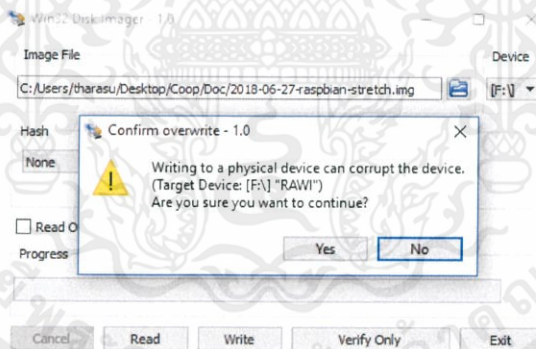 Win32 Disk Imager - 1.0
Image File
Device
C:/Users/tharasu/Desktop/Coop/Doc/2018-06-27-raspbian-stretch.img
[F:\]
Hash
Confirm overwrite - 1.0
None
Writing to a physical device can corrupt the device.
(Target Device: [F:\] "RAWI")
Are you sure you want to continue?
Read O
Yes
No
Progress
Cancel
Read
Write
Verify Only
Exit